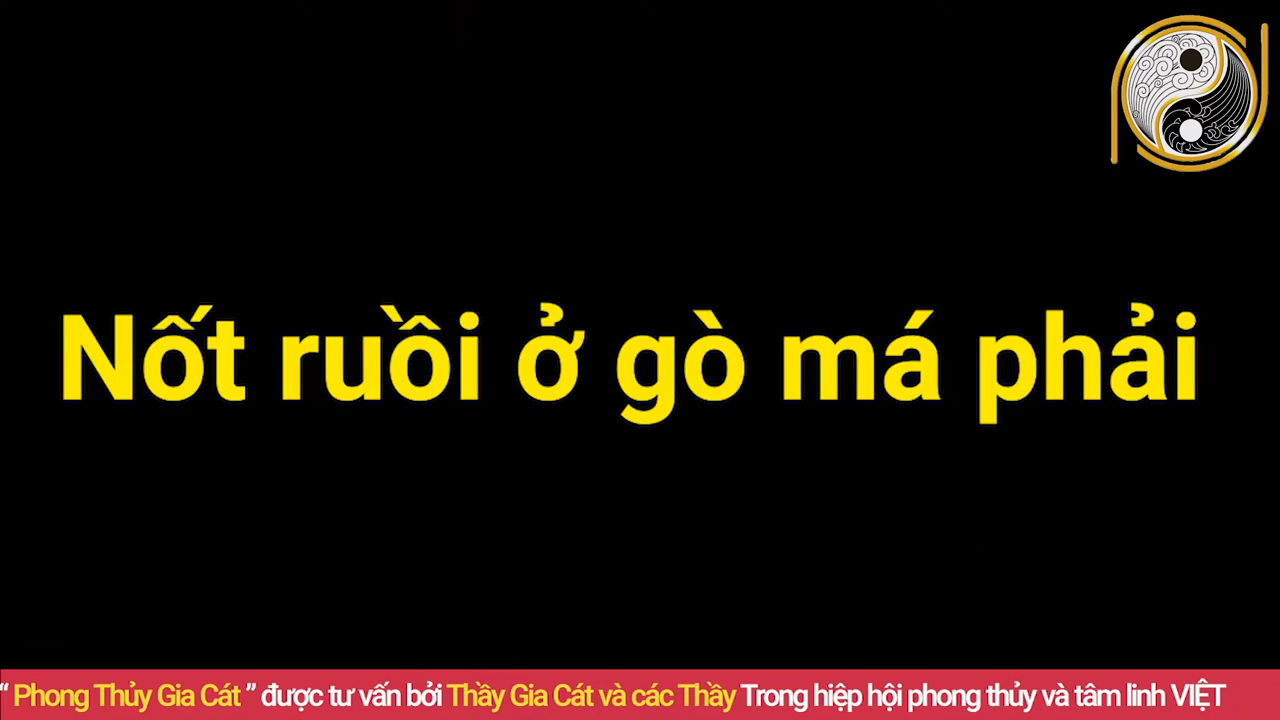 Nốt ruồi ở gò má phải
“ Phong Thủy Gia Cát ” được tư vấn bởi Thầy Gia Cát và các Thầy Trong hiệp hội phong thủy và tâm linh VIỆT